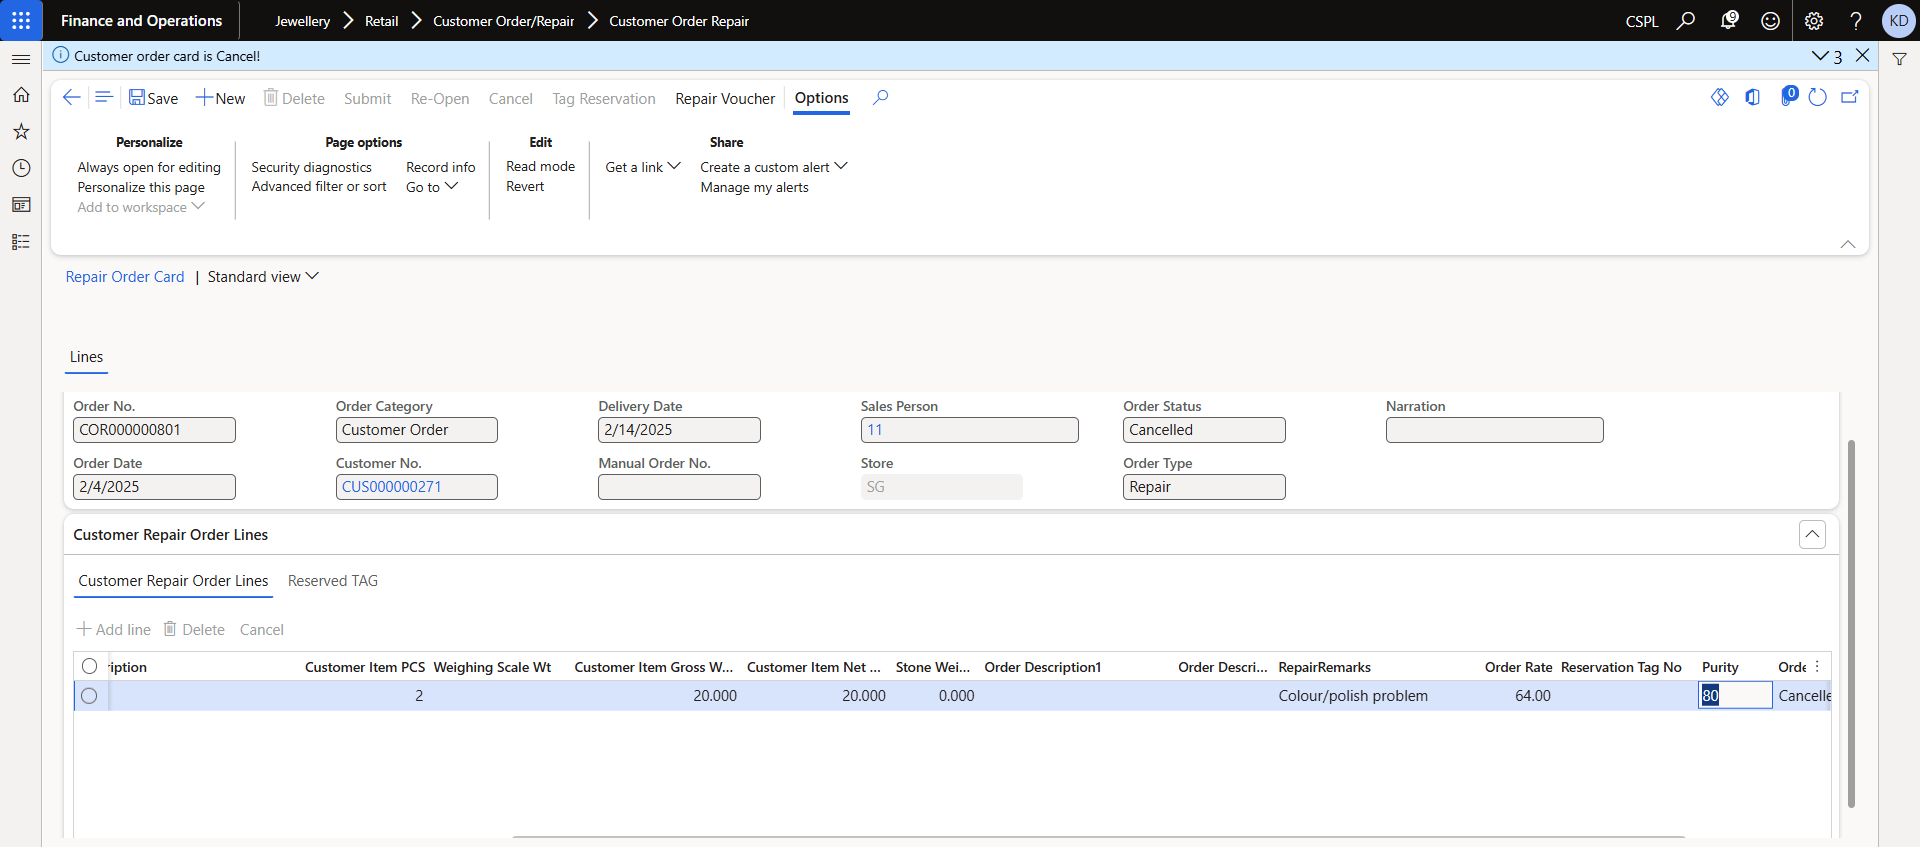 Finance and Operations
Jewellery > Retail > Customer Order/Repair > Customer Order Repair
CSPL
9
KD
Customer order card is Cancel!
3
Save
New
Delete
Submit
Re-Open
Cancel
Tag Reservation
Repair Voucher
Options
0
Personalize
Always open for editing
Personalize this page
Add to workspace
Page options
Security diagnostics
Advanced filter or sort
Record info
Go to
Edit
Read mode
Revert
Get a link
Share
Create a custom alert
Manage my alerts
Repair Order Card | Standard view
Lines
Order No.
COR000000801
Order Date
2/4/2025
Order Category
Customer Order
Customer No.
CUS000000271
Delivery Date
2/14/2025
Manual Order No.
Sales Person
11
Store
SG
Order Status
Cancelled
Order Type
Repair
Narration
Customer Repair Order Lines
Customer Repair Order Lines
Reserved TAG
Add line
Delete
Cancel
ription Customer Item PCS Weighing Scale Wt Customer Item Gross W... Customer Item Net ... Stone Wei... Order Description1 Order Descri... RepairRemarks Order Rate Reservation Tag No Purity Orde
2 20.000 20.000 0.000 Colour/polish problem 64.00 80 Cancelle